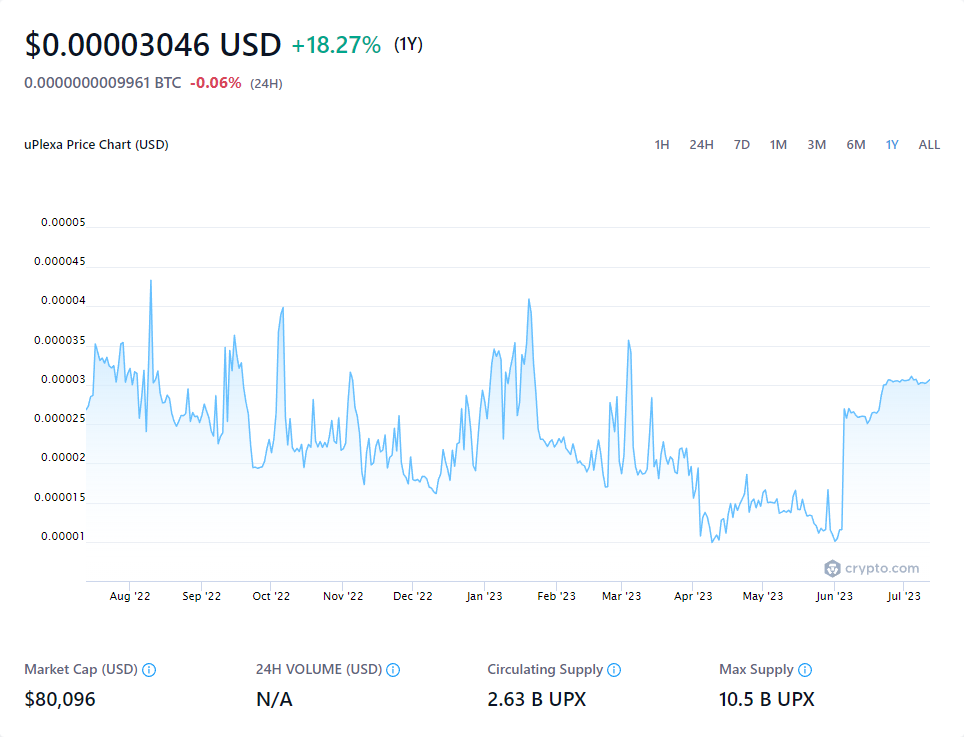 $0.00003046 USD +18.27% (1Y)
0.0000000009961 BTC -0.06% (24H)
uPlexa Price Chart (USD) 1H 24H 7D 1M 3M 6M 1Y ALL
0.00005
0.000045
0.00004
0.000035
0.00003
0.000025
0.00002
0.000015
0.00001
crypto.com
Aug '22 Sep '22 Oct '22 Nov '22 Dec '22 Jan '23 Feb '23 Mar '23 Apr '23 May '23 Jun '23 Jul '23
Market Cap (USD) 24H VOLUME (USD) Circulating Supply Max Supply
$80,096 N/A 2.63 B UPX 10.5 B UPX